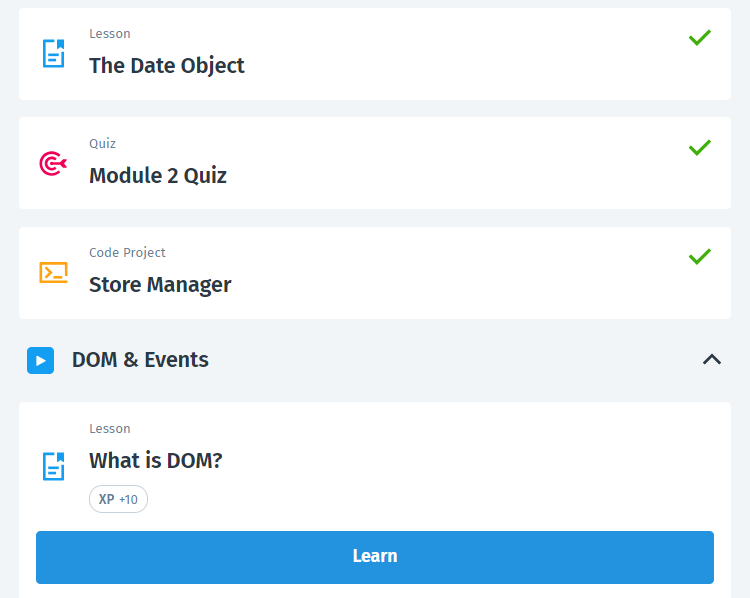 Lesson
The Date Object
Quiz
Module 2 Quiz
Code Project
Store Manager
DOM & Events
Lesson
What is DOM?
XP +10
Learn